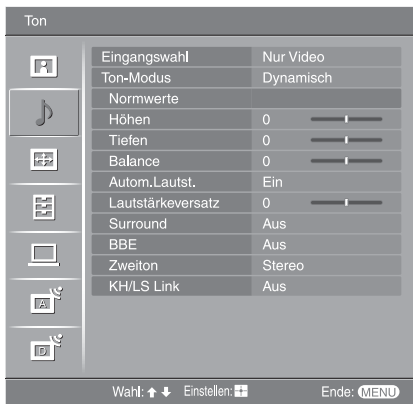 Ton
Eingangswahl Nur Video
Ton-Modus Dynamisch
Normwerte
Höhen 0
Tiefen 0
Balance 0
Autom.Lautst. Ein
Lautstärkeversatz 0
Surround Aus
BBE Aus
Zweiton Stereo
KH/LS Link Aus
A
D
Wahl: ↑ ↓ Einstellen: Ende: MENU